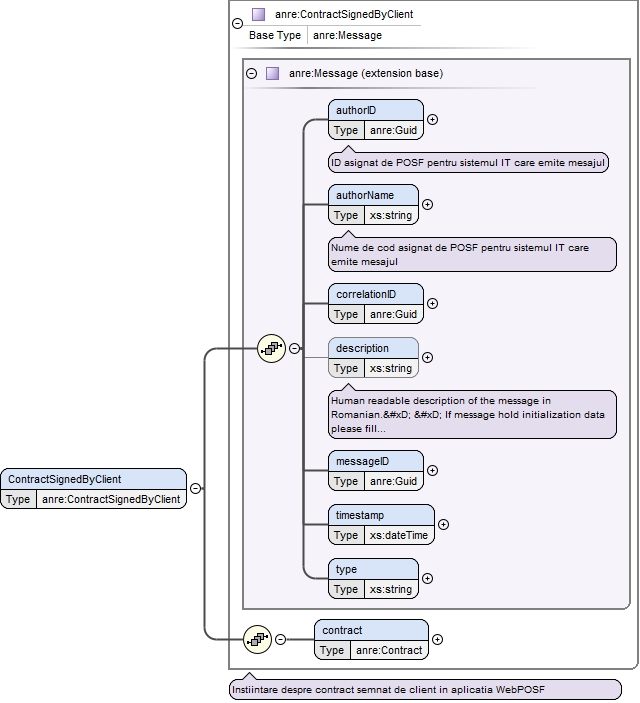 anre:ContractSignedByClient
Base Type anre:Message
anre:Message (extension base)
authorID
Type anre:Guid
ID asignat de POSF pentru sistemul IT care emite mesajul
authorName
Type xs:string
Nume de cod asignat de POSF pentru sistemul IT care
emite mesajul
correlationID
Type anre:Guid
description
Type xs:string
Human readable description of the message in
Romanian.&#xD; &#xD; If message hold initialization data
please fill...
messageID
Type anre:Guid
ContractSignedByClient
Type anre:ContractSignedByClient
timestamp
Type xs:dateTime
type
Type xs:string
contract
Type anre:Contract
Instiintare despre contract semnat de client in aplicatia WebPOSF